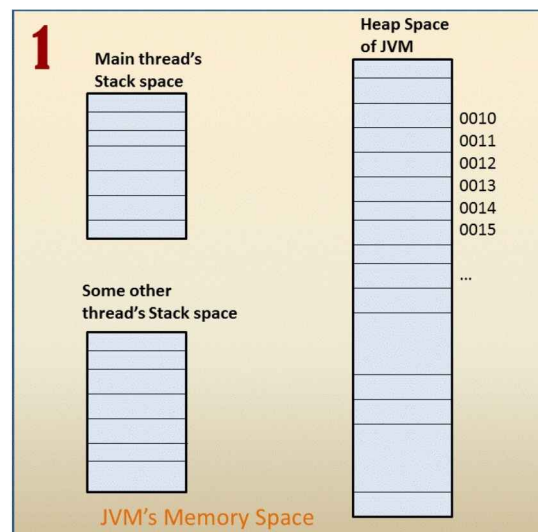 1
Main thread's
Stack space
Heap Space
of JVM
0010
0011
0012
0013
0014
0015
...
Some other
thread's Stack space
JVM's Memory Space